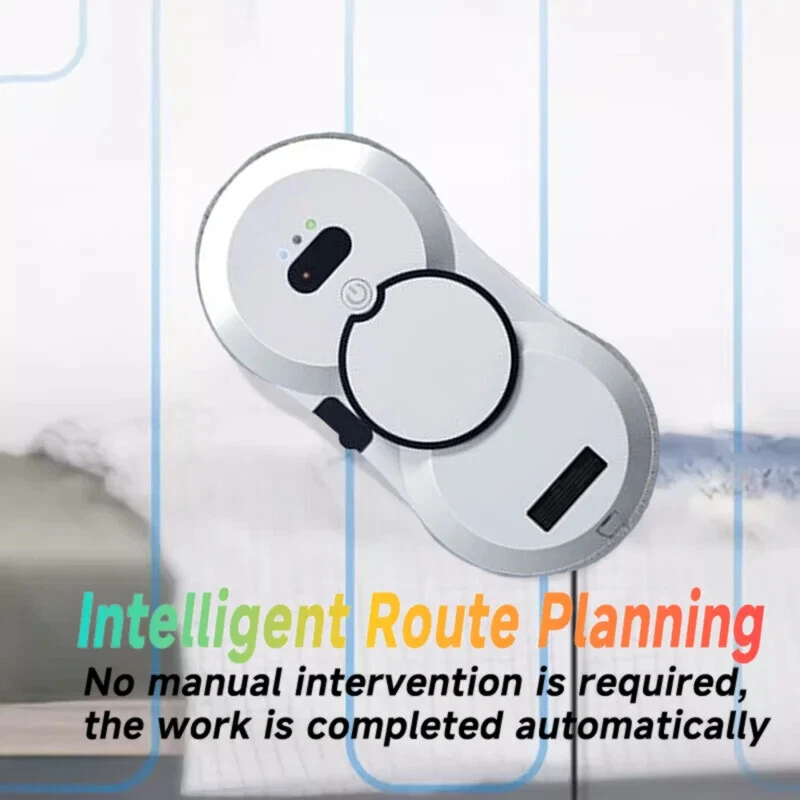 Intelligent Route Planning
No manual intervention is required,
the work is completed automatically